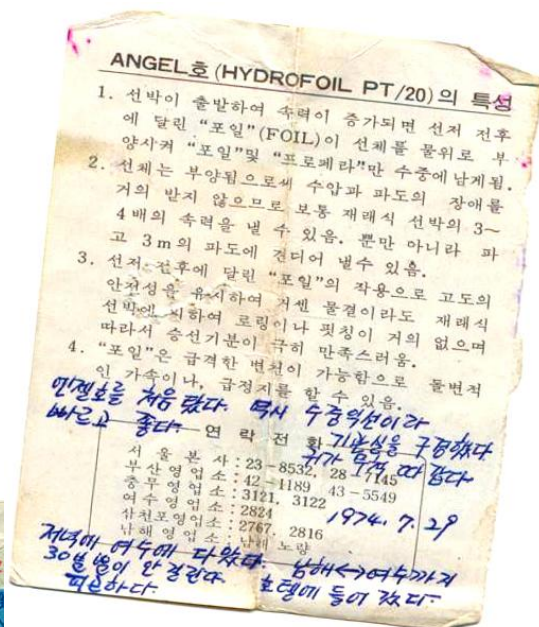 ANGEL호(HYDROFOIL PT/20)의 특성
1. 선박이 출발하여 속력이 증가되면 선저 전후
에 달린 “포일”(FOIL)이 선체를 물위로 부
양시켜 “포일”및 “프로페라”만 수중에남게됨.
2. 선체는 부양됨으로써 수압과 파도의 장애를
거의 받지 않으므로 보통 재래식 선박의 3~
4배의 속력을 낼 수 있음. 뿐만 아니라 파
고 3m의 파도에 견디어 낼수 있음.
3. 선저 전후에 달린 “포일”의 작용으로 고도의
안전성을 유지하여 거센 물결이라도 재래식
선박에 비하여 로링이나 핏칭이 거의 없으며
따라서 승선기분이 극히 만족스러움.
4. “포일”은 급격한 변천이 가능함으로 돌변적
인 가속이나, 급정지를 할 수 있음.
엔젤호를 처음 탔다. 역시 수중익선이라
빠르고 좋다. 기관실을 구경했다
연 락 전 화
귀가 무척 따갑다
서 울 본 사 : 23-8532, 28-7145
부산영업소 : 42-1189 43-5549
충무영업소 : 3121, 3122
여수영업소 : 2824
삼천포영업소 : 2767, 2816
남해영업소 : 남해 노량
1974. 7. 29
저녁에 여수에 다왔다. 남해↔여수까지
30분 안 걸린다. 호텔에 들어 갔다
피곤하다.